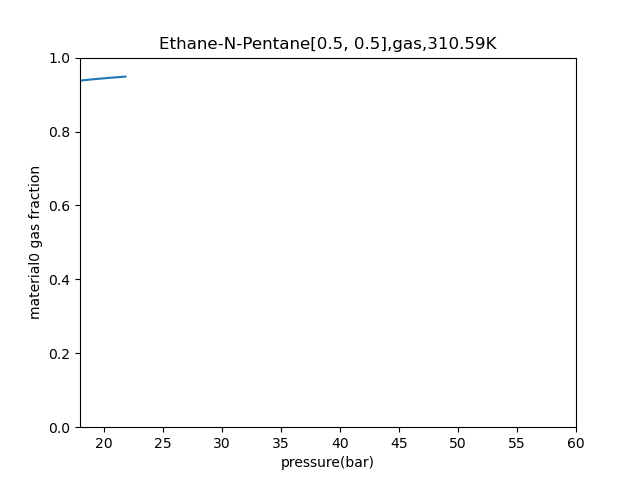 Ethane-N-Pentane[0.5, 0.5],gas,310.59K
1.0
0.8
0.6
0.4
0.2
0.0
material0 gas fraction
20 25 30 35 40 45 50 55 60
pressure(bar)